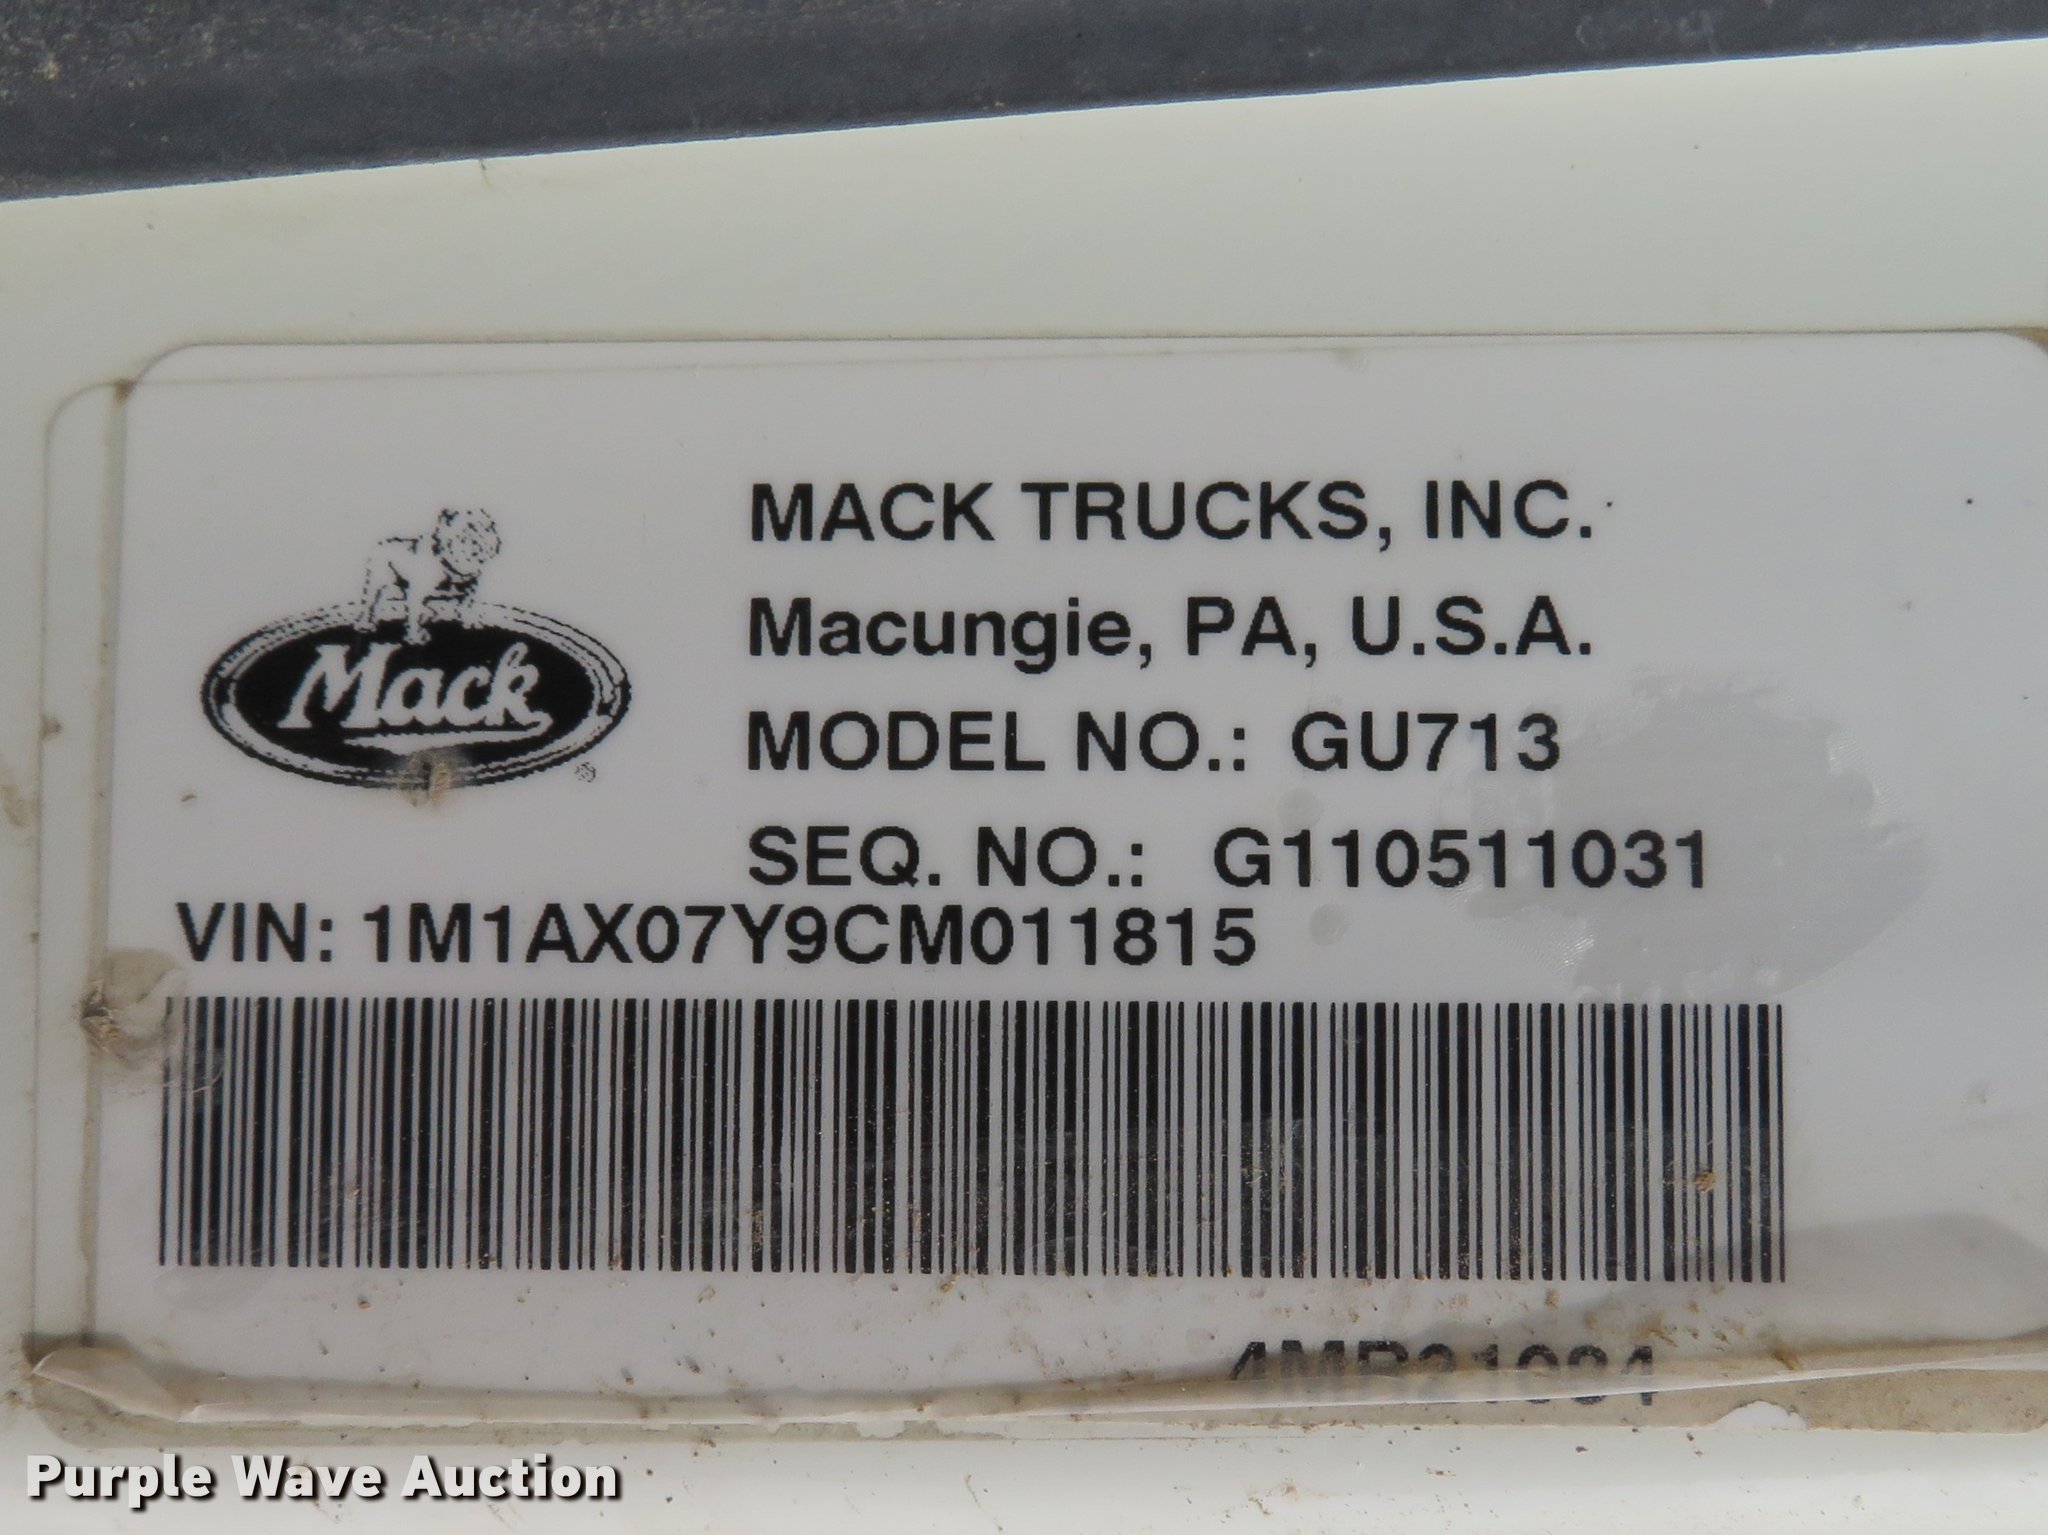 MACK TRUCKS, INC.
Macungie, PA, U.S.A.
Mack
®
MODEL NO.: GU713
SEQ. NO.: G110511031
VIN: 1M1AX07Y9CM011815
Purple Wave Auction